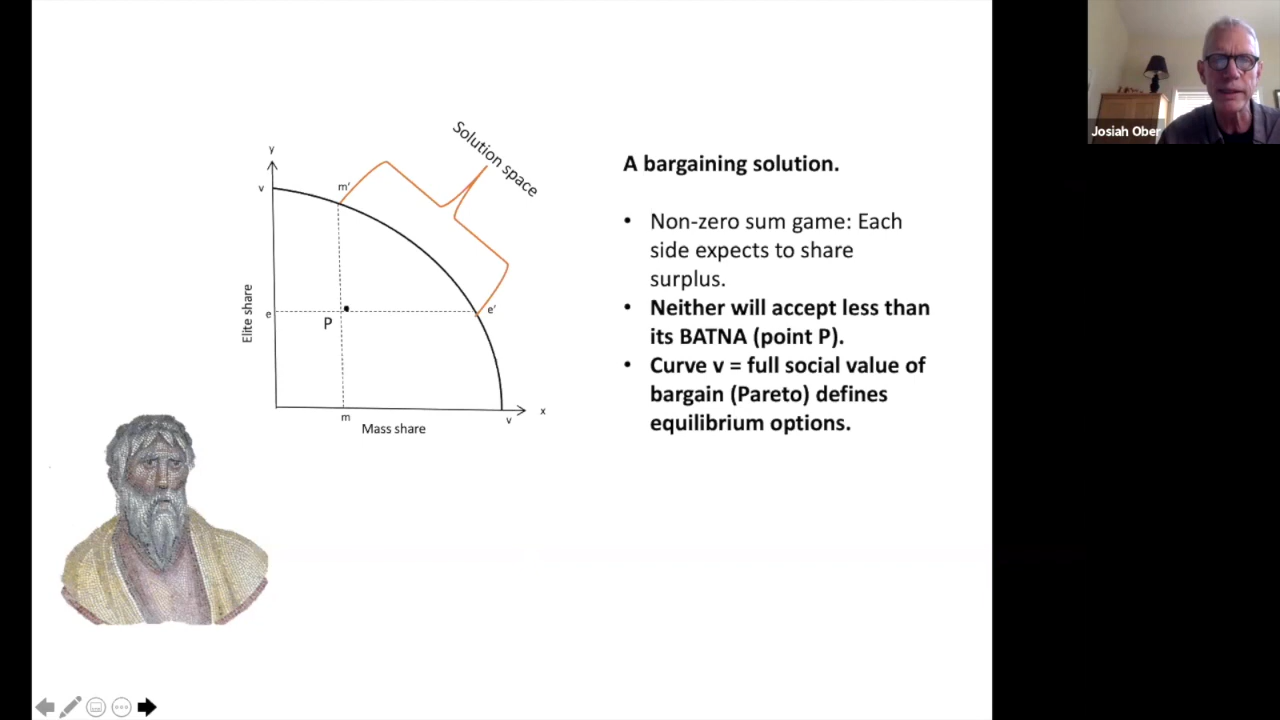 Josiah Ober
Solution space
y
v
m'
Elite share
e
P
e'
m
Mass share
v
x
A bargaining solution.
• Non-zero sum game: Each
side expects to share
surplus.
• Neither will accept less than
its BATNA (point P).
• Curve v = full social value of
bargain (Pareto) defines
equilibrium options.